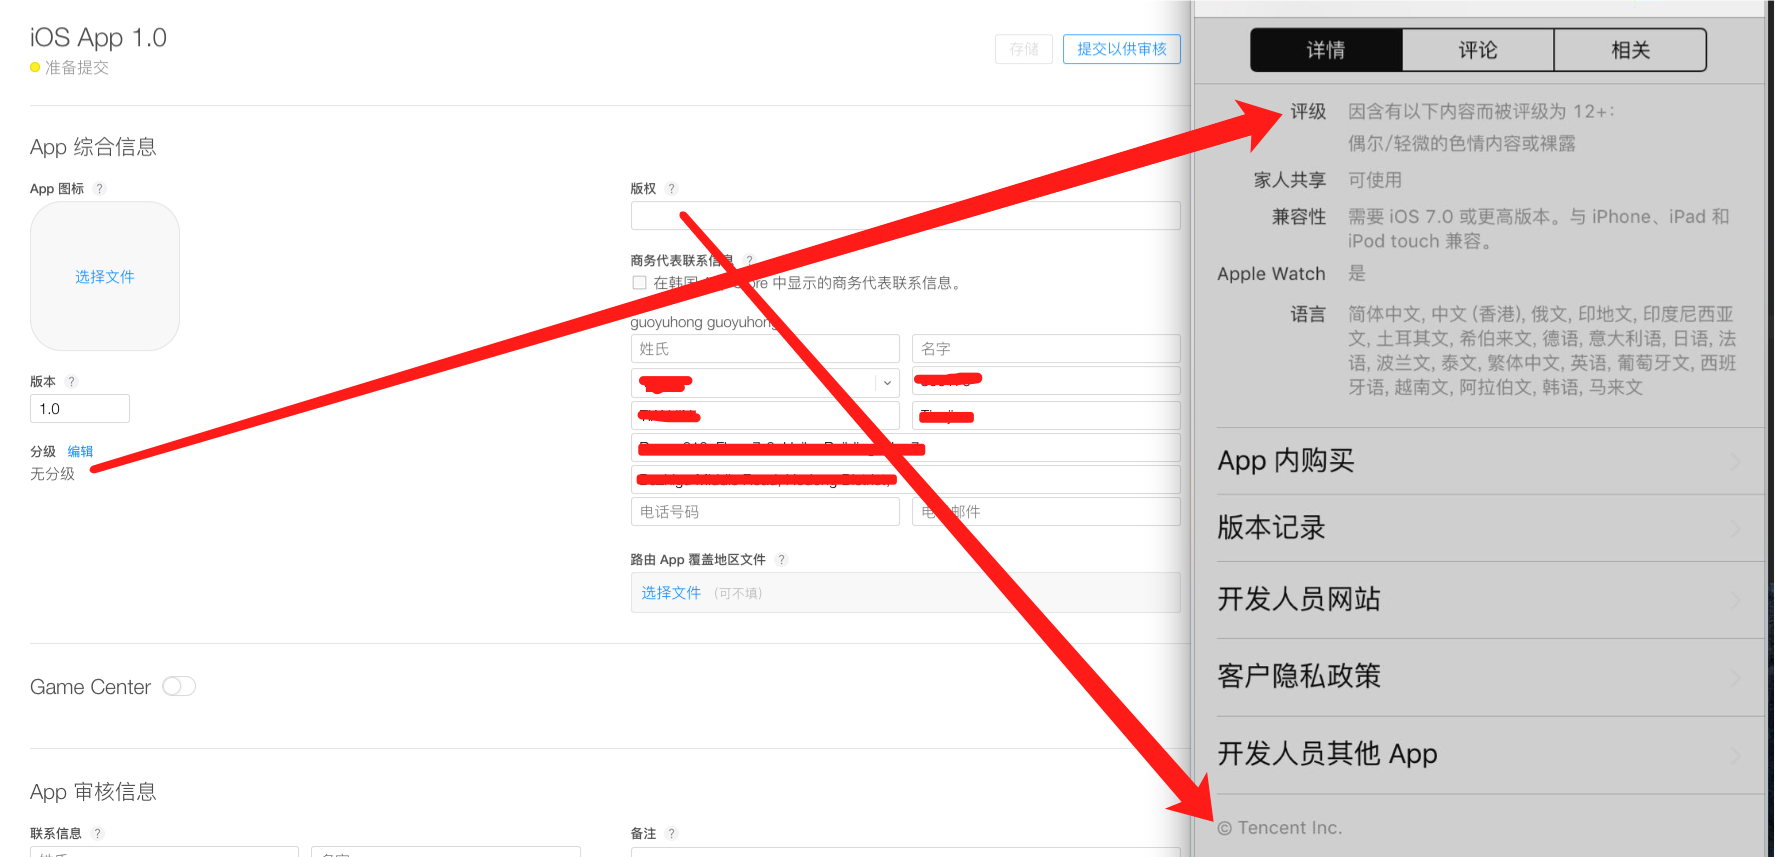 iOS App 1.0
准备提交
存储
提交以供审核
App 综合信息
App 图标 ?
选择文件
版本 ?
1.0
分级 编辑
无分级
版权 ?
商务代表联系信息 ?
在韩国 中显示的商务代表联系信息。
guoyuhong guoyuhong
姓氏
名字
电话号码
邮件
路由 App 覆盖地区文件 ?
选择文件 (可不填)
Game Center
App 审核信息
联系信息 ?
备注 ?
详情
评论
相关
评级 因含有以下内容而被评级为 12+:
偶尔/轻微的色情内容或裸露
家人共享 可使用
兼容性 需要 iOS 7.0 或更高版本。与 iPhone、iPad 和
iPod touch 兼容。
Apple Watch 是
语言 简体中文, 中文 (香港), 俄文, 印地文, 印度尼西亚
文, 土耳其文, 希伯来文, 德语, 意大利语, 日语, 法
语, 波兰文, 泰文, 繁体中文, 英语, 葡萄牙文, 西班
牙语, 越南文, 阿拉伯文, 韩语, 马来文
App 内购买
版本记录
开发人员网站
客户隐私政策
开发人员其他 App
© Tencent Inc.